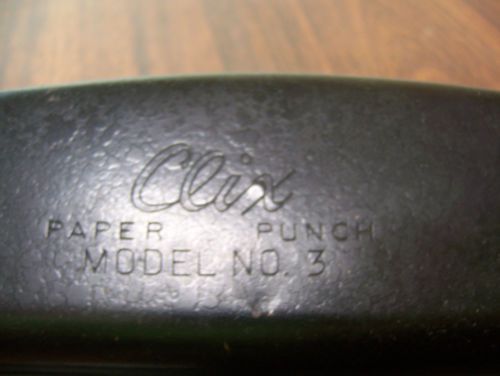 Clix
PAPER PUNCH
MODEL NO. 3